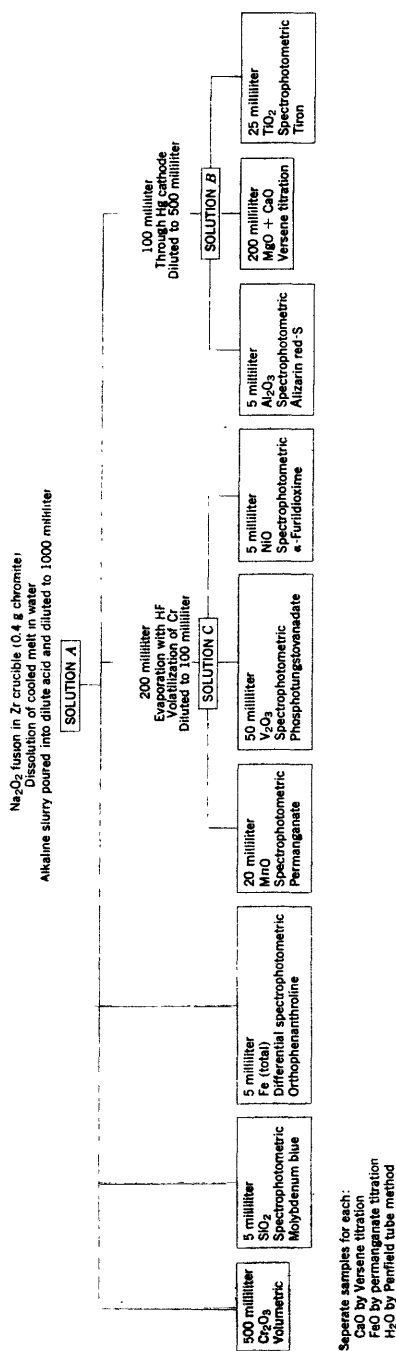 Na₂O₂ fusion in Zr crucible (0.4 g chromite)
Dissolution of cooled melt in water
Alkaline slurry poured into dilute acid and diluted to 1000 milliliter
SOLUTION A
500 milliliter
Cr₂O₃
Volumetric
5 milliliter
SiO₂
Spectrophotometric
Molybdenum blue
5 milliliter
Fe (total)
Differential spectrophotometric
Orthophenanthroline
200 milliliter
Evaporation with HF
Volatilization of Cr
Diluted to 100 milliliter
SOLUTION C
20 milliliter
MnO
Spectrophotometric
Permanganate
50 milliliter
V₂O₃
Spectrophotometric
Phosphotungstovanadate
5 milliliter
NiO
Spectrophotometric
α-Furildioxime
100 milliliter
Through Hg cathode
Diluted to 500 milliliter
SOLUTION B
5 milliliter
Al₂O₃
Spectrophotometric
Alizarin red-S
200 milliliter
MgO + CaO
Versene titration
25 milliliter
TiO₂
Spectrophotometric
Tiron
Seperate samples for each:
CaO by Versene titration
FeO by permanganate titration
H₂O by Penfield tube method